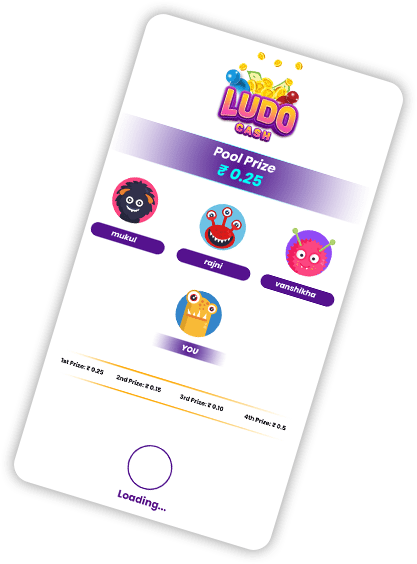 LUDO
CASH
Pool Prize
₹ 0.25
mukul
rajni
vanshikha
YOU
1st Prize: ₹ 0.25 2nd Prize: ₹ 0.15 3rd Prize: ₹ 0.10 4th Prize: ₹ 0.5
Loading...